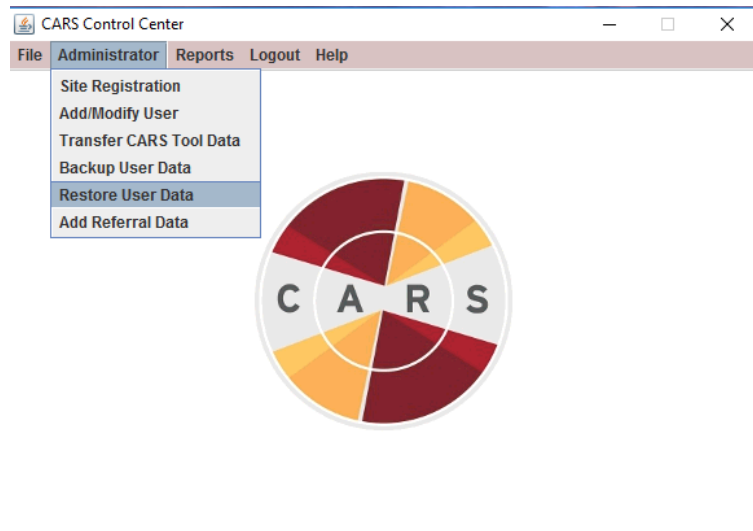 CARS Control Center
File Administrator Reports Logout Help
Site Registration
Add/Modify User
Transfer CARS Tool Data
Backup User Data
Restore User Data
Add Referral Data
C A R S